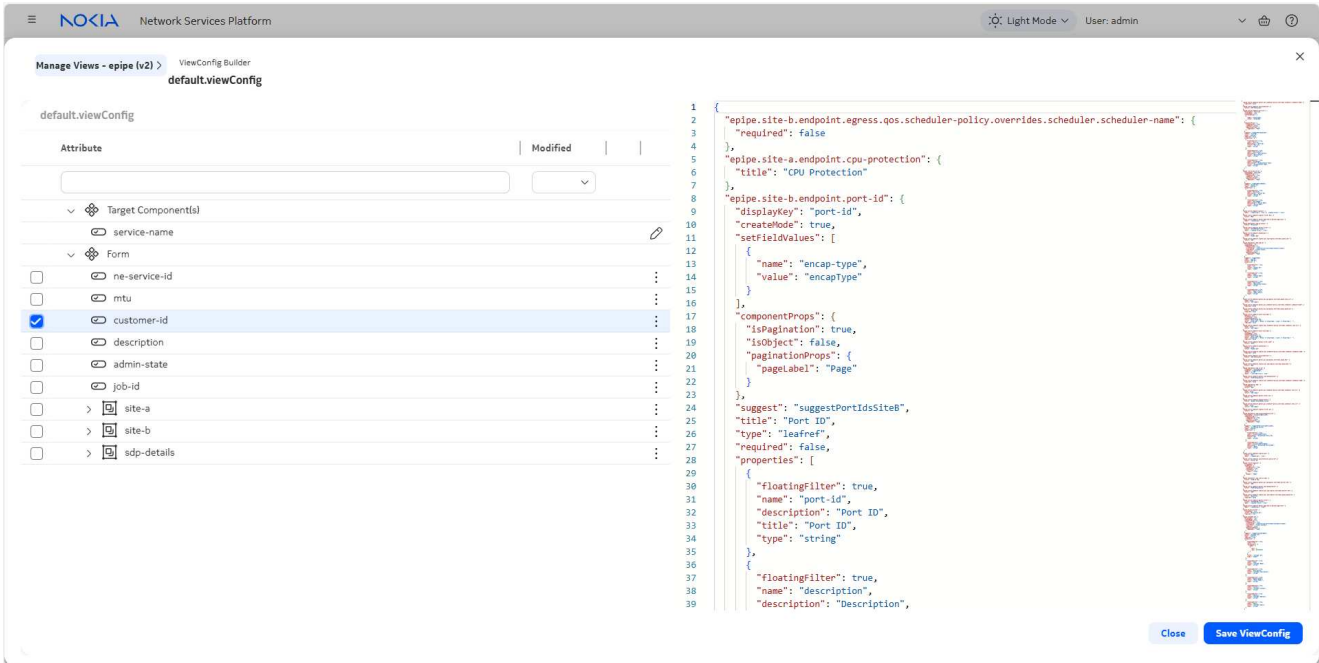 NOKIA Network Services Platform Light Mode User: admin
Manage Views - epipe (v2) > ViewConfig Builder
default.viewConfig
default.viewConfig
Attribute Modified
Target Component(s)
service-name
Form
ne-service-id
mtu
customer-id
description
admin-state
job-id
site-a
site-b
sdp-details
1 {
2 "epipe.site-b.endpoint.egress.qos.scheduler-policy.overrides.scheduler.scheduler-name": {
3 "required": false
4 },
5 "epipe.site-a.endpoint.cpu-protection": {
6 "title": "CPU Protection"
7 },
8 "epipe.site-b.endpoint.port-id": {
9 "displayKey": "port-id",
10 "createMode": true,
11 "setFieldValues": [
12 {
13 "name": "encap-type",
14 "value": "encapType"
15 }
16 ],
17 "componentProps": {
18 "isPagination": true,
19 "isObject": false,
20 "paginationProps": {
21 "pageLabel": "Page"
22 }
23 },
24 "suggest": "suggestPortIdsSiteB",
25 "title": "Port ID",
26 "type": "leafref",
27 "required": false,
28 "properties": [
29 {
30 "floatingFilter": true,
31 "name": "port-id",
32 "description": "Port ID",
33 "title": "Port ID",
34 "type": "string"
35 },
36 {
37 "floatingFilter": true,
38 "name": "description",
39 "description": "Description",
Close Save ViewConfig